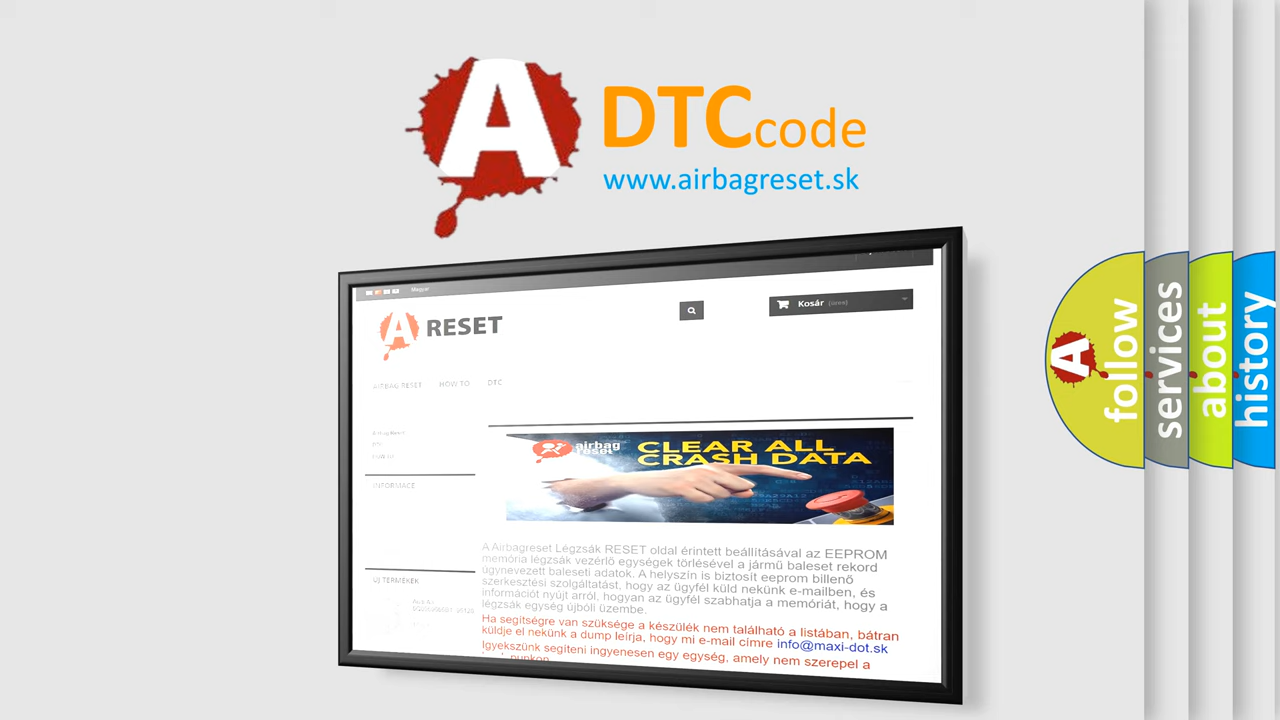 A DTC code
www.airbagreset.sk
Magyar
A RESET
Kosár (üres)
AIRBAG RESET HOW TO DTC
INFORMACE
airbag
reset
CLEAR ALL
CRASH DATA
A Airbagreset Légzsák RESET oldal érintett beállításával az EEPROM
memória légzsák vezérlő egységek törlésével a jármű baleset rekord
úgynevezett baleseti adatok. A helyszín is biztosít eeprom billenő
szerkesztési szolgáltatást, hogy az ügyfél küld nekünk e-mailben, és
információt nyújt arról, hogyan az ügyfél szabhatja a memóriát, hogy a
légzsák egység újbóli üzembe.
Ha segítségre van szüksége a készülék nem található a listában, bátran
küldje el nekünk a dump leírja, hogy mi e-mail címre info@maxi-dot.sk
Igyekszünk segíteni ingyenesen egy egység, amely nem szerepel a
ÚJ TERMÉKEK
A follow
services
about
history